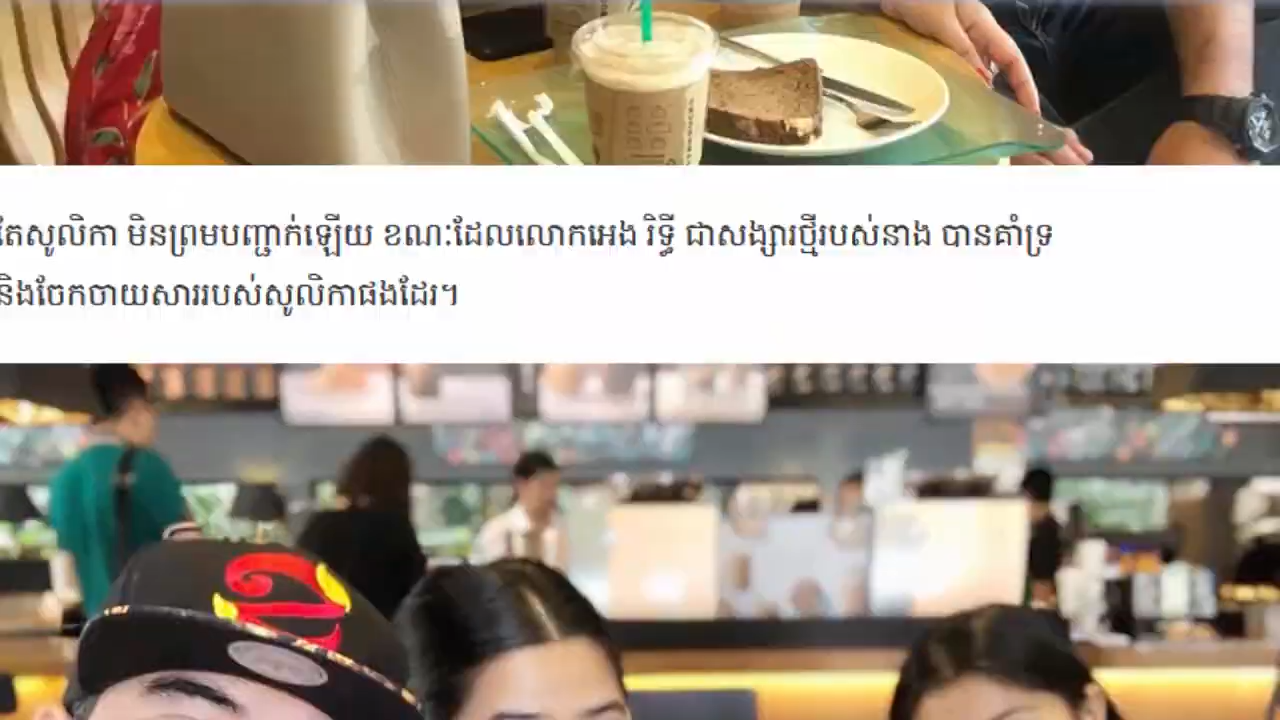 តែសូលិកា មិនព្រមបញ្ជាក់ឡើយ ខណៈដែលលោកអេង រិទ្ធី ជាសង្សារថ្មីរបស់នាង បានគាំទ្រ
និងចែកចាយសាររបស់សូលិកាផងដែរ។